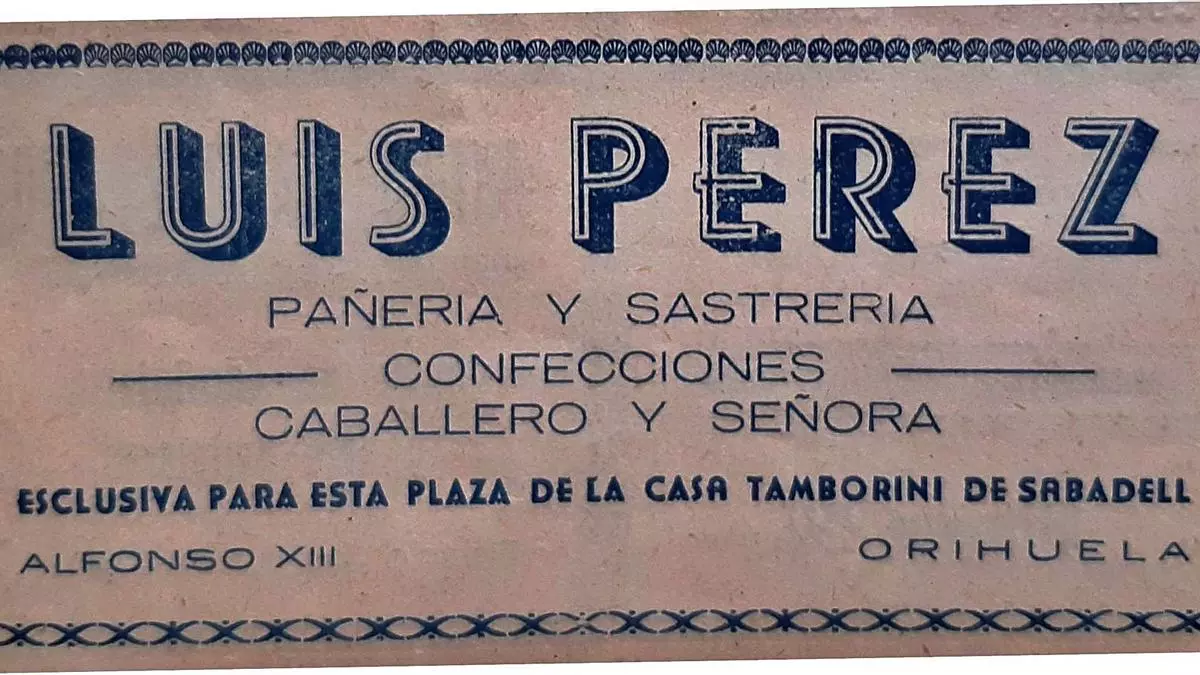 LUIS PEREZ
PAÑERIA Y SASTRERIA
CONFECCIONES
CABALLERO Y SEÑORA
ESCLUSIVA PARA ESTA PLAZA DE LA CASA TAMBORINI DE SABADELL
ALFONSO XIII ORIHUELA